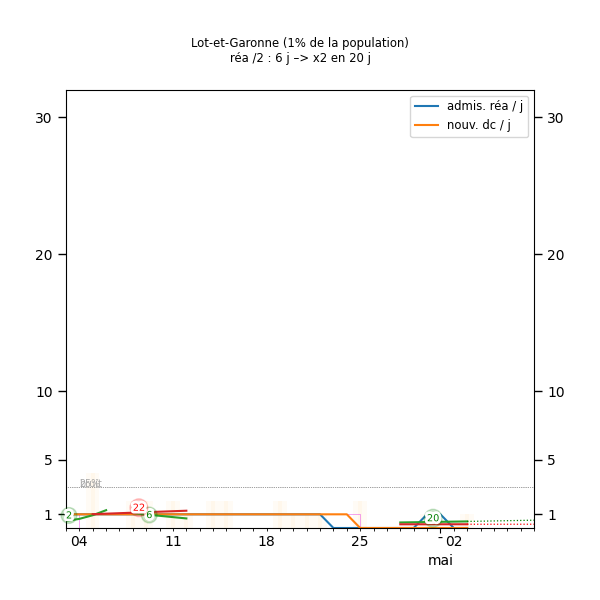 Lot-et-Garonne (1% de la population)
réa /2 : 6 j –> x2 en 20 j
admis. réa / j
nouv. dc / j
30 30
20 20
10 10
5 5
1 1
2 22 6 20
04 11 18 25 02
mai